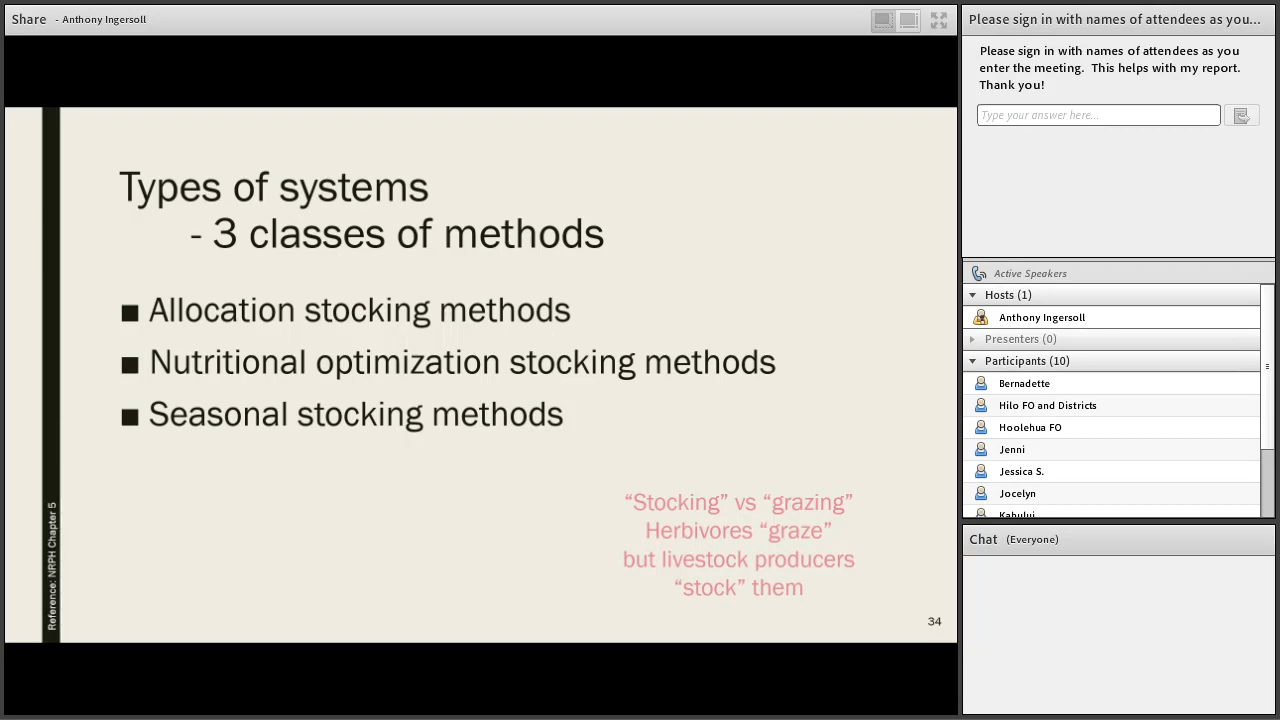 Share - Anthony Ingersoll
Types of systems
- 3 classes of methods
■ Allocation stocking methods
■ Nutritional optimization stocking methods
■ Seasonal stocking methods
“Stocking” vs “grazing”
Herbivores “graze”
but livestock producers
“stock” them
Reference: NRPH Chapter 5
34
Please sign in with names of attendees as you...
Please sign in with names of attendees as you
enter the meeting. This helps with my report.
Thank you!
Type your answer here...
Active Speakers
Hosts (1)
Anthony Ingersoll
Presenters (0)
Participants (10)
Bernadette
Hilo FO and Districts
Hoolehua FO
Jenni
Jessica S.
Jocelyn
Kahului
Chat (Everyone)